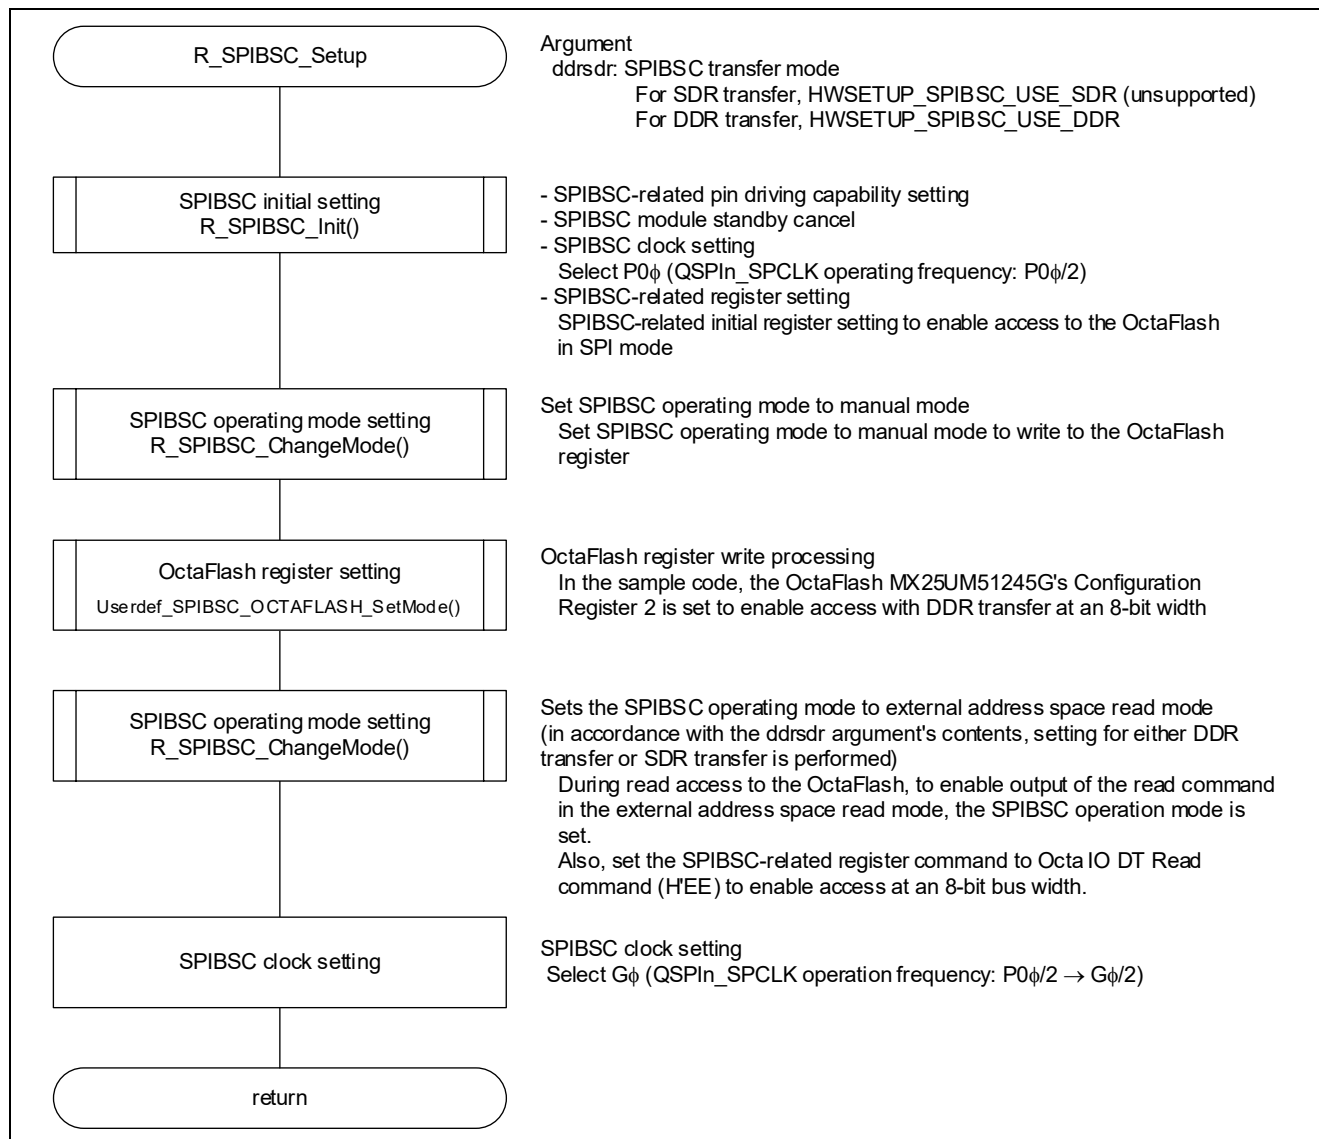 R_SPIBSC_Setup
Argument
ddrsdr: SPIBSC transfer mode
For SDR transfer, HWSETUP_SPIBSC_USE_SDR (unsupported)
For DDR transfer, HWSETUP_SPIBSC_USE_DDR
SPIBSC initial setting
R_SPIBSC_Init()
- SPIBSC-related pin driving capability setting
- SPIBSC module standby cancel
- SPIBSC clock setting
Select P0ϕ (QSPIn_SPCLK operating frequency: P0ϕ/2)
- SPIBSC-related register setting
SPIBSC-related initial register setting to enable access to the OctaFlash
in SPI mode
SPIBSC operating mode setting
R_SPIBSC_ChangeMode()
Set SPIBSC operating mode to manual mode
Set SPIBSC operating mode to manual mode to write to the OctaFlash
register
OctaFlash register setting
Userdef_SPIBSC_OCTAFLASH_SetMode()
OctaFlash register write processing
In the sample code, the OctaFlash MX25UM51245G's Configuration
Register 2 is set to enable access with DDR transfer at an 8-bit width
SPIBSC operating mode setting
R_SPIBSC_ChangeMode()
Sets the SPIBSC operating mode to external address space read mode
(in accordance with the ddrsdr argument's contents, setting for either DDR
transfer or SDR transfer is performed)
During read access to the OctaFlash, to enable output of the read command
in the external address space read mode, the SPIBSC operation mode is
set.
Also, set the SPIBSC-related register command to Octa IO DT Read
command (H'EE) to enable access at an 8-bit bus width.
SPIBSC clock setting
SPIBSC clock setting
Select Gϕ (QSPIn_SPCLK operation frequency: P0ϕ/2 → Gϕ/2)
return